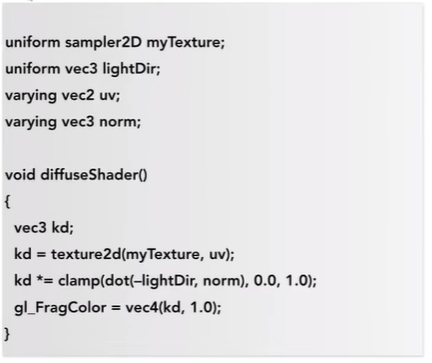 uniform sampler2D myTexture;
uniform vec3 lightDir;
varying vec2 uv;
varying vec3 norm;
void diffuseShader()
{
vec3 kd;
kd = texture2d(myTexture, uv);
kd *= clamp(dot(–lightDir, norm), 0.0, 1.0);
gl_FragColor = vec4(kd, 1.0);
}